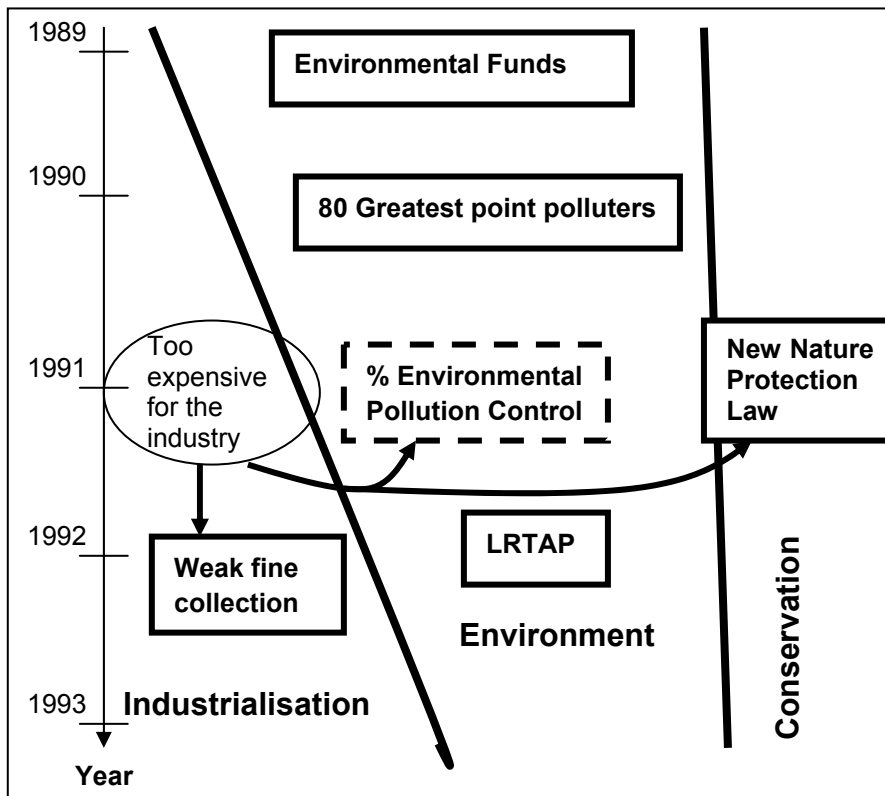 1989
Environmental Funds
1990
80 Greatest point polluters
1991
Too
expensive
for the
industry
% Environmental
Pollution Control
New Nature
Protection
Law
1992
Weak fine
collection
LRTAP
Environment
Conservation
1993
Industrialisation
Year